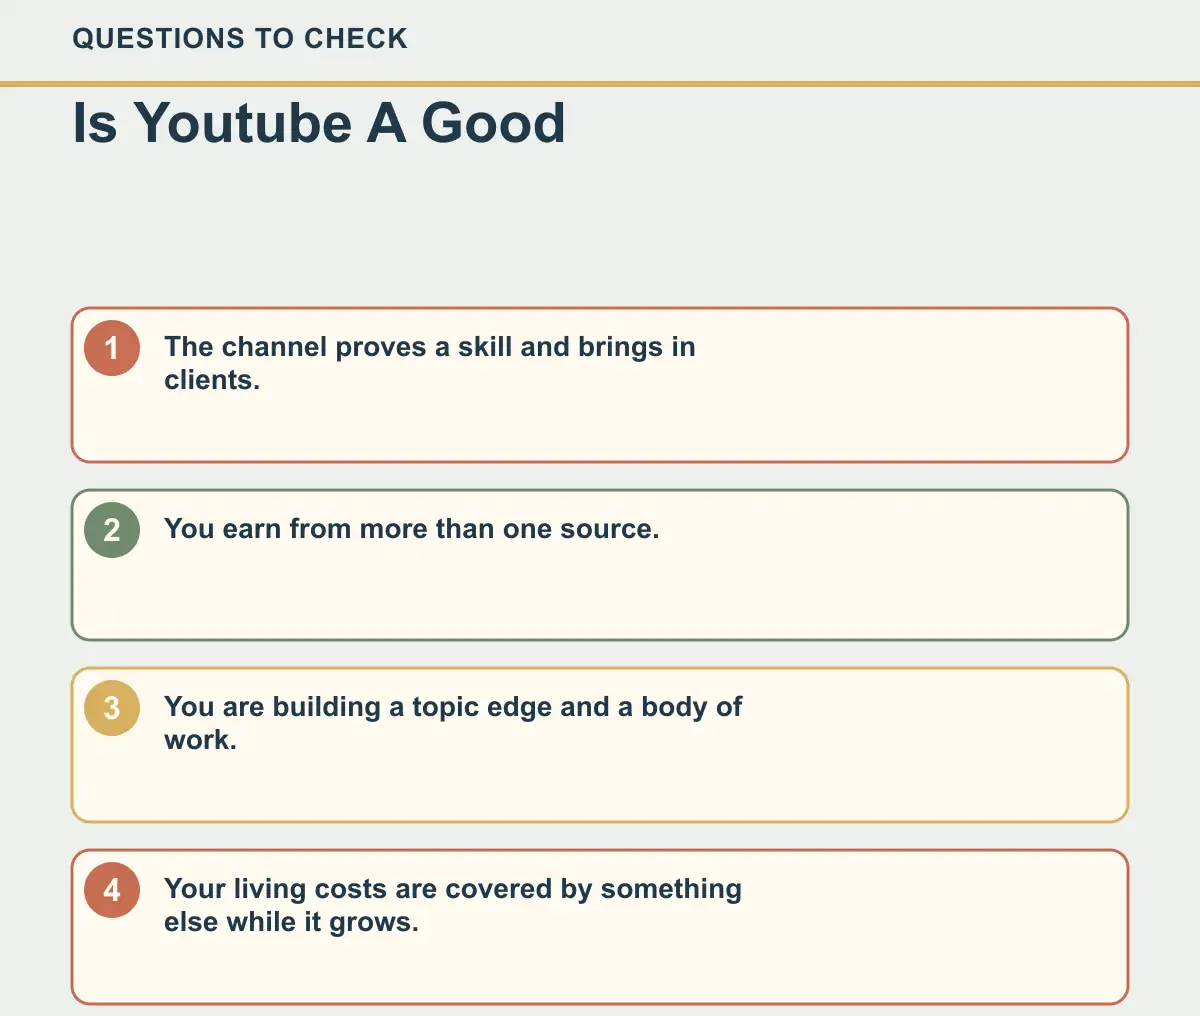 QUESTIONS TO CHECK
Is Youtube A Good
1
The channel proves a skill and brings in
clients.
2
You earn from more than one source.
3
You are building a topic edge and a body of
work.
4
Your living costs are covered by something
else while it grows.